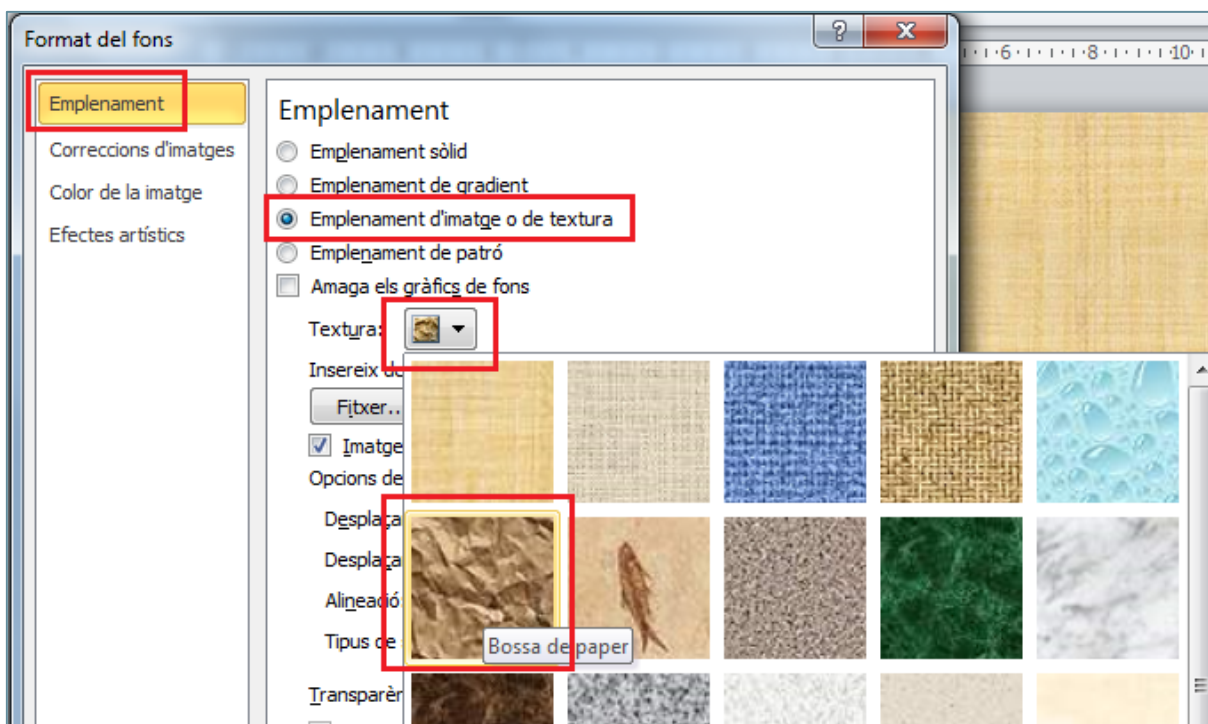 Format del fons
·6· · · ·8· · · ·10·
Emplenament
Correccions d'imatges
Color de la imatge
Efectes artístics
Emplenament
Emplenament sòlid
Emplenament de gradient
Emplenament d'imatge o de textura
Emplenament de patró
Amaga els gràfics de fons
Textura:
Insereix de
Fitxer..
Imatge
Opcions de
Desplaça
Desplaça
Alineació
Tipus de
Bossa de paper
Transparèn